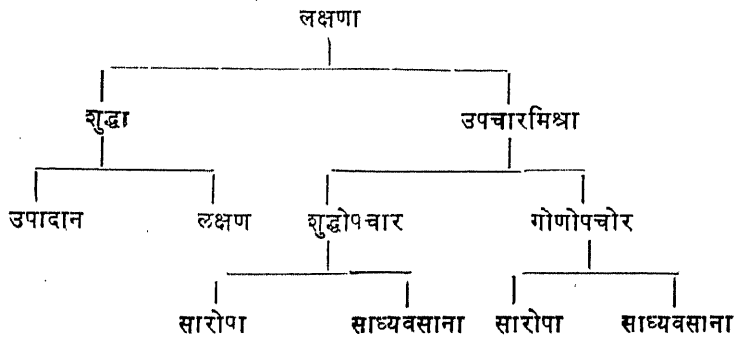 लक्षणा
शुद्धा उपचारमिश्रा
उपादान लक्षण शुद्धोपचार गोणोपचोर
सारोपा साध्यवसाना सारोपा साध्यवसाना